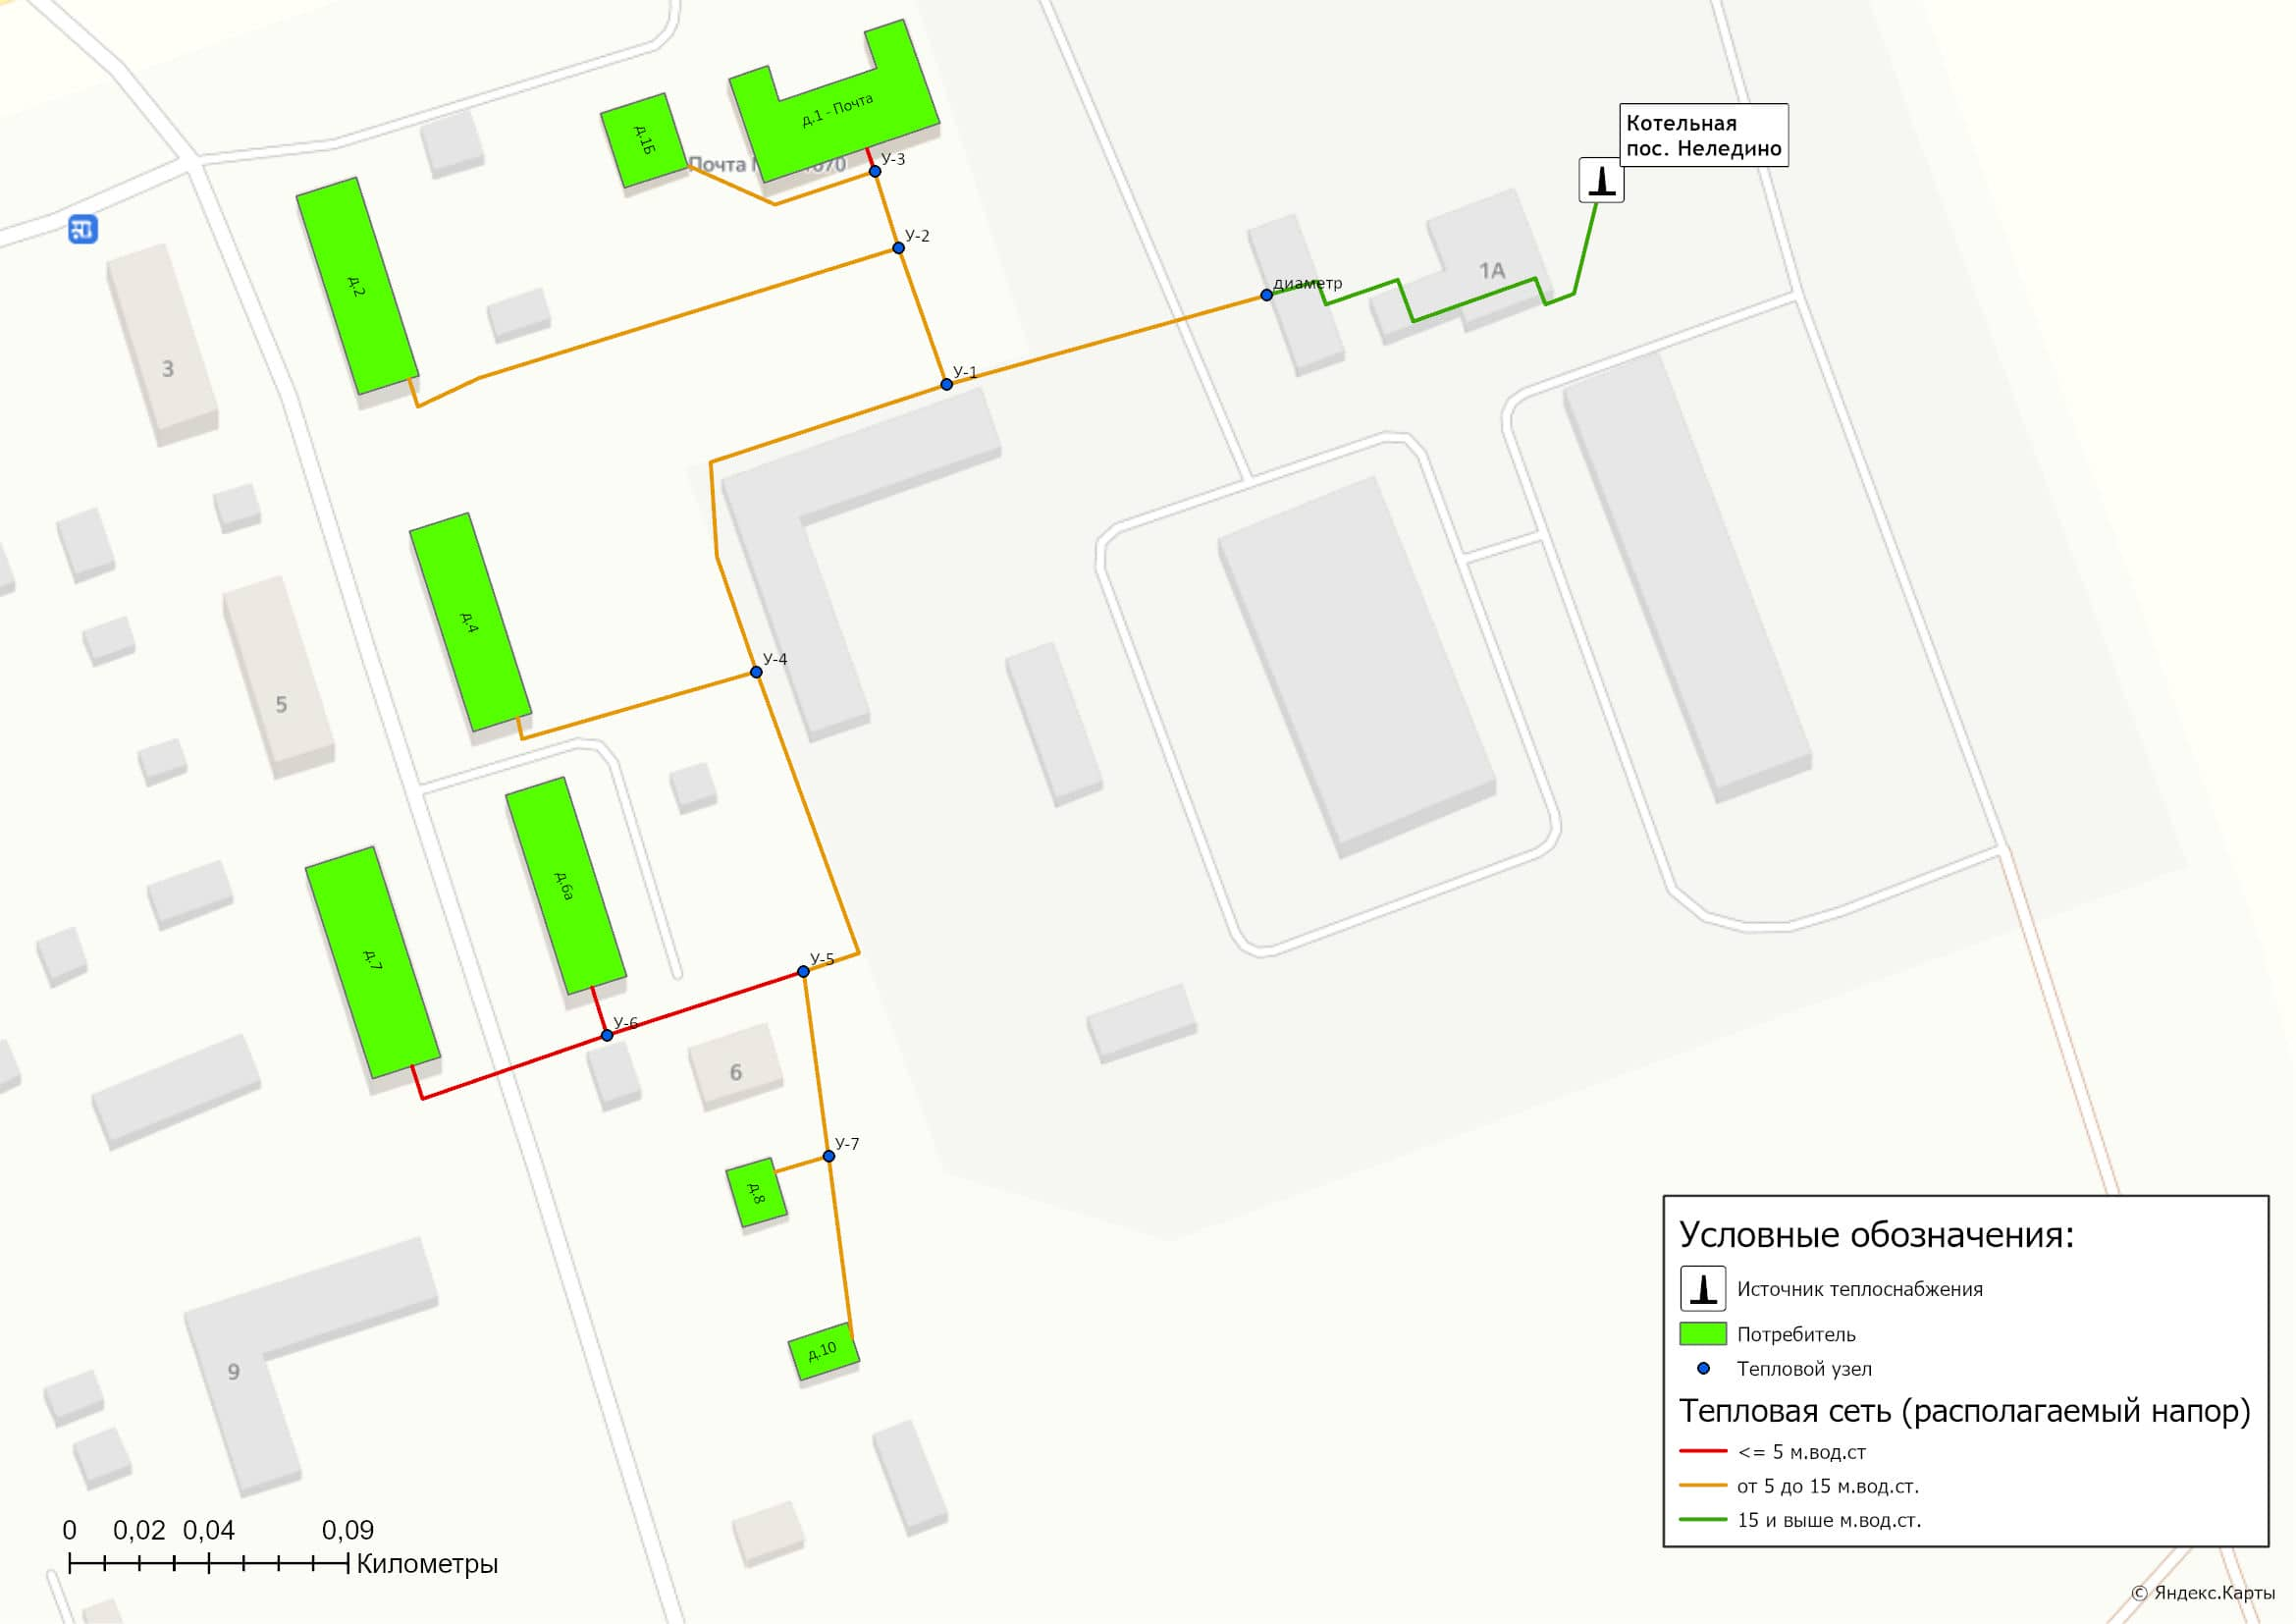 д.1 - Почта
д.1Б
Почта
У-3
Котельная
пос. Неледино
У-2
д.2
1А
диаметр
3
У-1
д.4
У-4
5
д.6а
д.7
У-5
У-6
6
У-7
д.8
д.10
9
Условные обозначения:
Источник теплоснабжения
Потребитель
Тепловой узел
Тепловая сеть (располагаемый напор)
<= 5 м.вод.ст
от 5 до 15 м.вод.ст.
15 и выше м.вод.ст.
0 0,02 0,04 0,09
Километры
© Яндекс.Карты